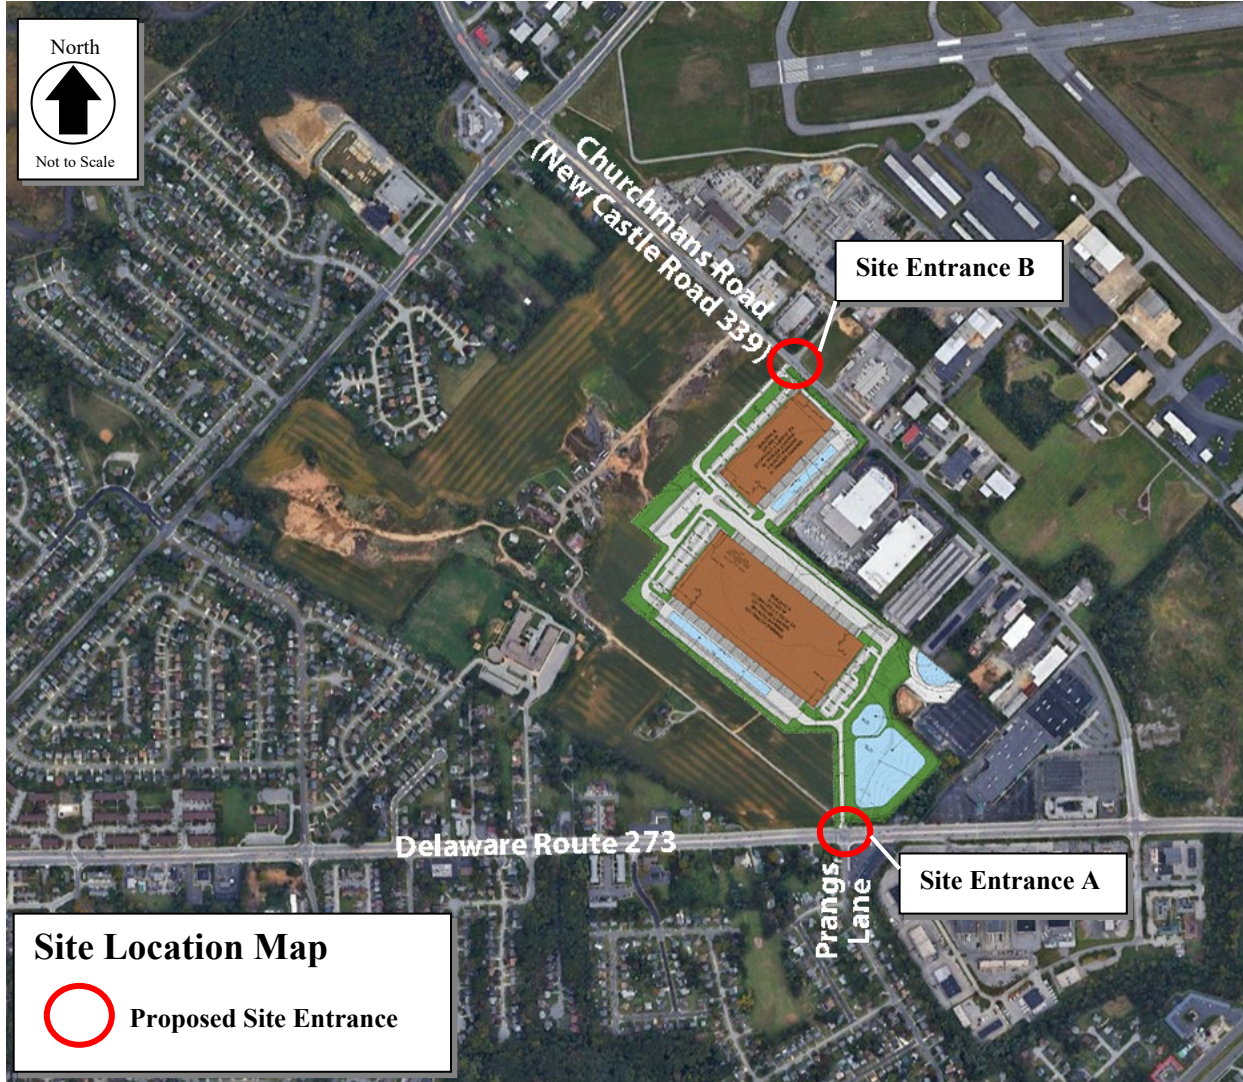 North
Not to Scale
Churchmans Road
(New Castle Road 339)
Site Entrance B
Delaware Route 273
Site Entrance A
Prangs
Lane
Site Location Map
Proposed Site Entrance